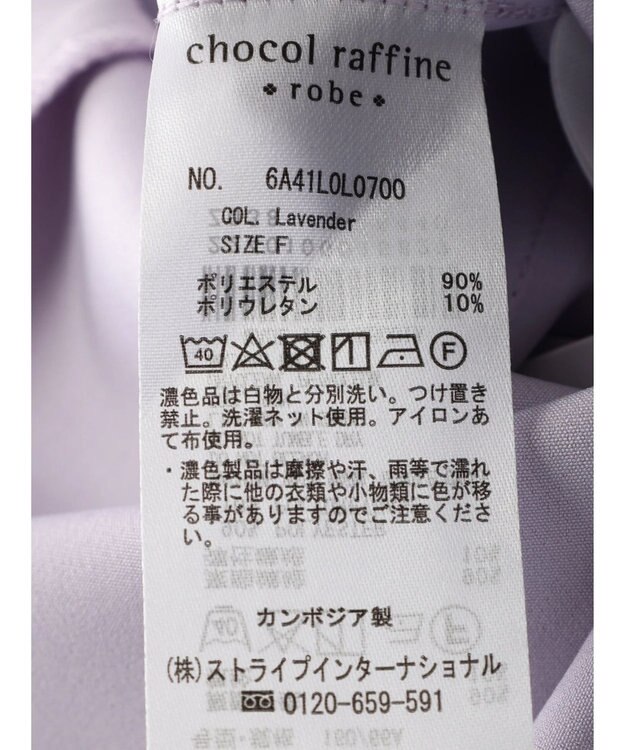 chocol raffine
robe
NO. 6A41L0L0700
COL. Lavender
SIZE F
ポリエステル 90%
ポリウレタン 10%
40 F
濃色品は白物と分別洗い。つけ置き
禁止。洗濯ネット使用。アイロンあ
て布使用。
・濃色製品は摩擦や汗、雨等で濡れ
た際に他の衣類や小物類に色が移
る事がありますのでご注意くださ
い。
カンボジア製
(株)ストライプインターナショナル
0120-659-591